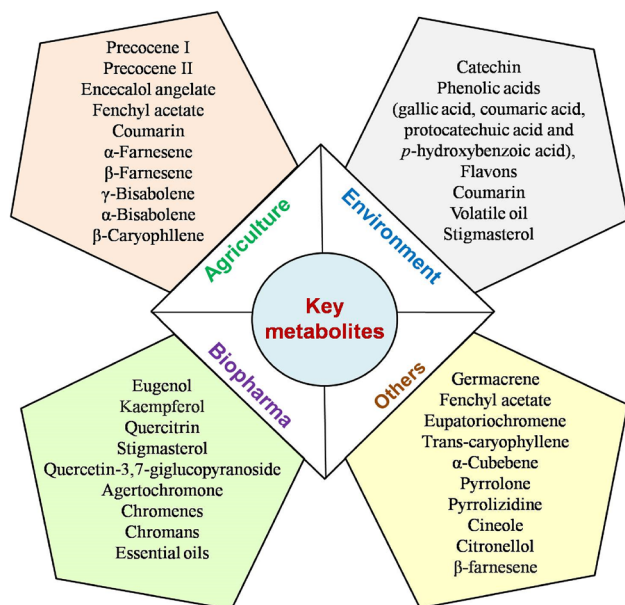 Precocene I
Precocene II
Encecalol angelate
Fenchyl acetate
Coumarin
α-Farnesene
β-Farnesene
γ-Bisabolene
α-Bisabolene
β-Caryophllene
Catechin
Phenolic acids
(gallic acid, coumaric acid,
protocatechuic acid and
p-hydroxybenzoic acid),
Flavons
Coumarin
Volatile oil
Stigmasterol
Agriculture
Environment
Key
metabolites
Biopharma
Others
Eugenol
Kaempferol
Quercitrin
Stigmasterol
Quercetin-3,7-giglucopyranoside
Agertochromone
Chromenes
Chromans
Essential oils
Germacrene
Fenchyl acetate
Eupatoriochromene
Trans-caryophyllene
α-Cubebene
Pyrrolone
Pyrrolizidine
Cineole
Citronellol
β-farnesene